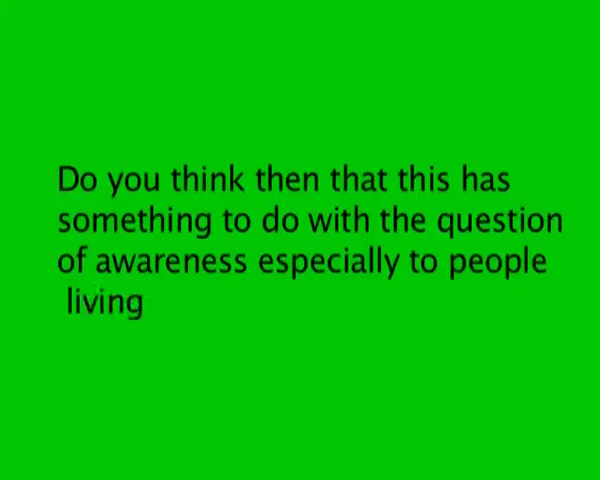 Do you think then that this has
something to do with the question
of awareness especially to people
living